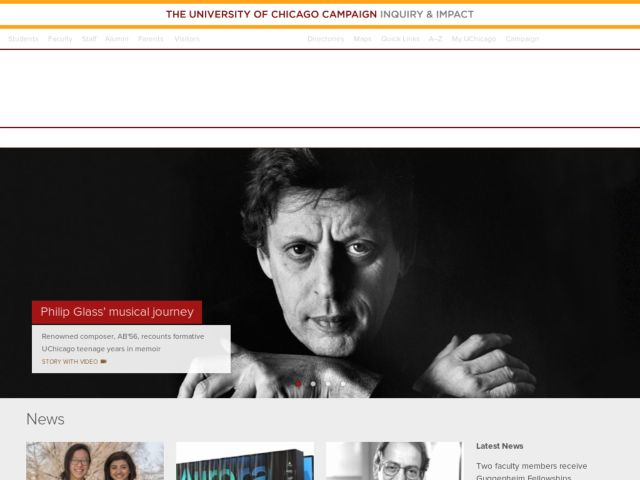 THE UNIVERSITY OF CHICAGO CAMPAIGN INQUIRY & IMPACT
Students Faculty Staff Alumni Parents Visitors Directories Maps Quick Links A–Z My UChicago Campaign
Philip Glass' musical journey
Renowned composer, AB'56, recounts formative
UChicago teenage years in memoir
STORY WITH VIDEO
News
Latest News
Two faculty members receive
Guggenheim Fellowships